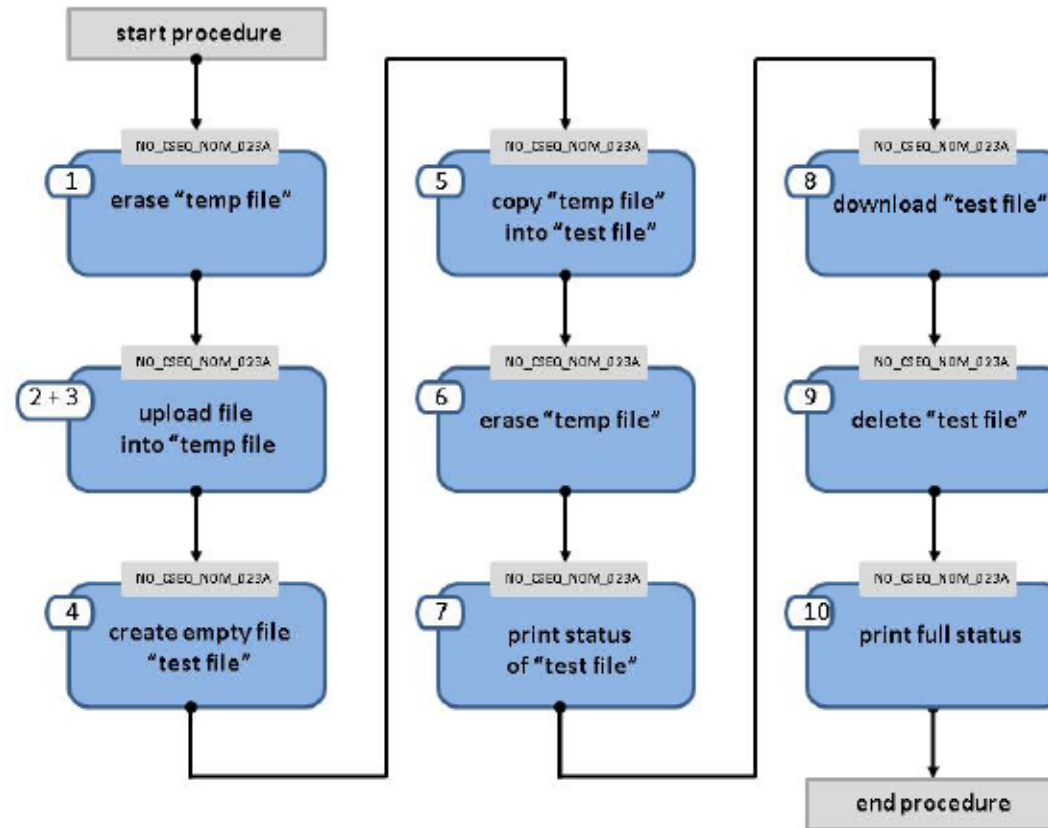 start procedure
NO_CSEQ_NOM_023A
1
erase “temp file”
NO_CSEQ_NOM_023A
2 + 3
upload file
into “temp file
NO_CSEQ_NOM_023A
4
create empty file
“test file”
NO_CSEQ_NOM_023A
5
copy “temp file”
into “test file”
NO_CSEQ_NOM_023A
6
erase “temp file”
NO_CSEQ_NOM_023A
7
print status
of “test file”
NO_CSEQ_NOM_023A
8
download “test file”
NO_CSEQ_NOM_023A
9
delete “test file”
NO_CSEQ_NOM_023A
10
print full status
end procedure